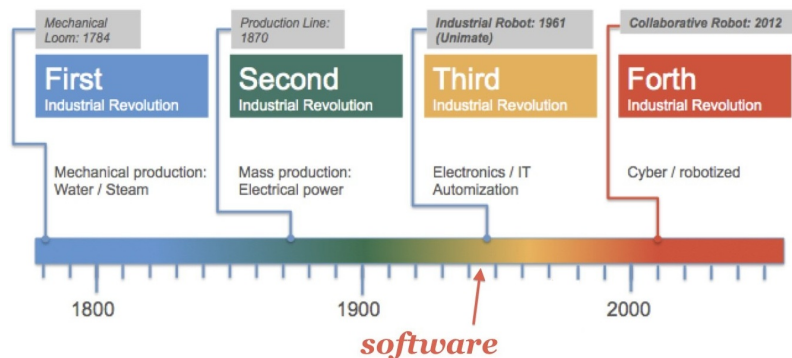 Mechanical
Loom: 1784
Production Line:
1870
Industrial Robot: 1961
(Unimate)
Collaborative Robot: 2012
First
Industrial Revolution
Second
Industrial Revolution
Third
Industrial Revolution
Forth
Industrial Revolution
Mechanical production:
Water / Steam
Mass production:
Electrical power
Electronics / IT
Automization
Cyber / robotized
1800
1900
2000
software